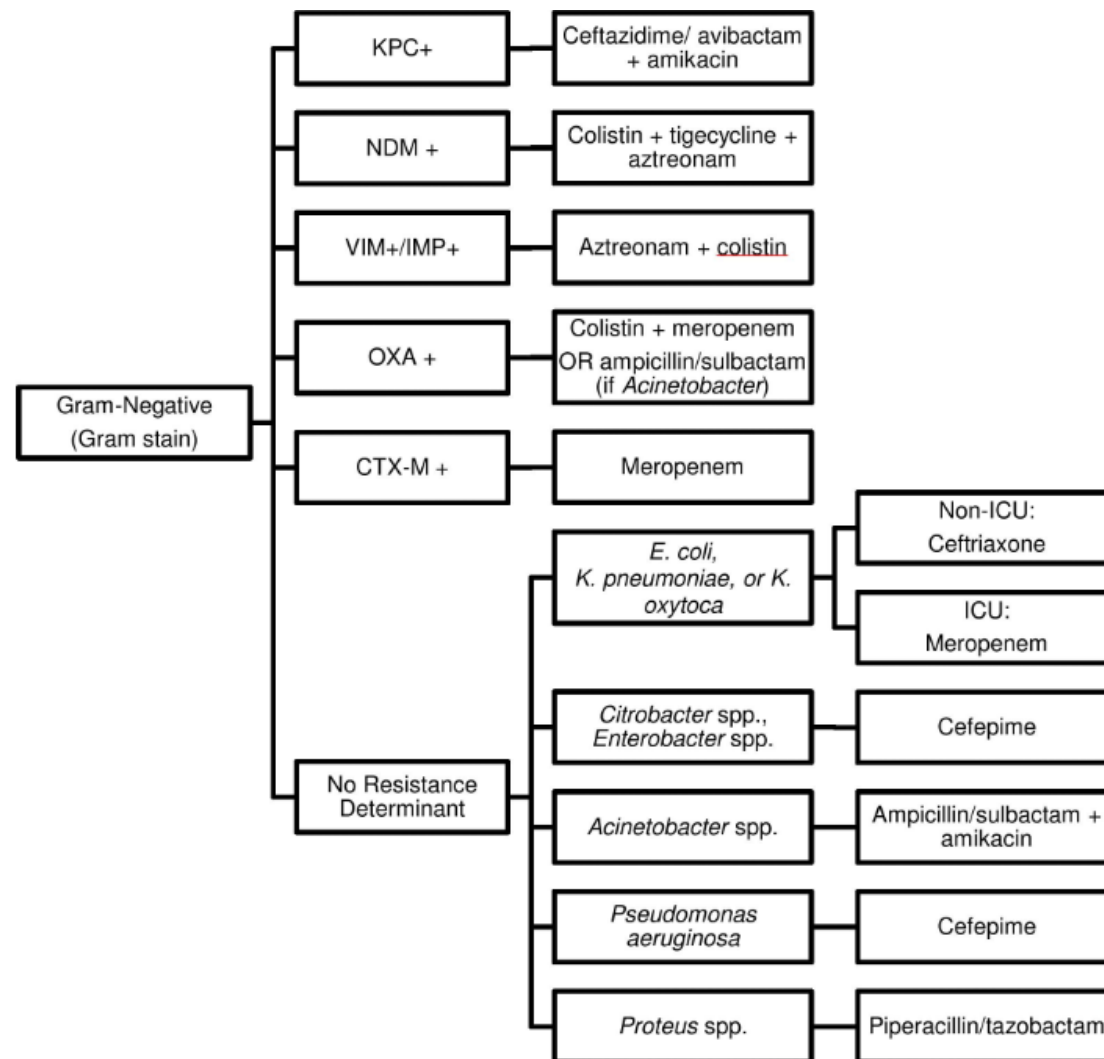 Gram-Negative
(Gram stain)
KPC+
Ceftazidime/ avibactam
+ amikacin
NDM +
Colistin + tigecycline +
aztreonam
VIM+/IMP+
Aztreonam + colistin
OXA +
Colistin + meropenem
OR ampicillin/sulbactam
(if Acinetobacter)
CTX-M +
Meropenem
No Resistance
Determinant
E. coli,
K. pneumoniae, or K.
oxytoca
Non-ICU:
Ceftriaxone
ICU:
Meropenem
Citrobacter spp.,
Enterobacter spp.
Cefepime
Acinetobacter spp.
Ampicillin/sulbactam +
amikacin
Pseudomonas
aeruginosa
Cefepime
Proteus spp.
Piperacillin/tazobactam